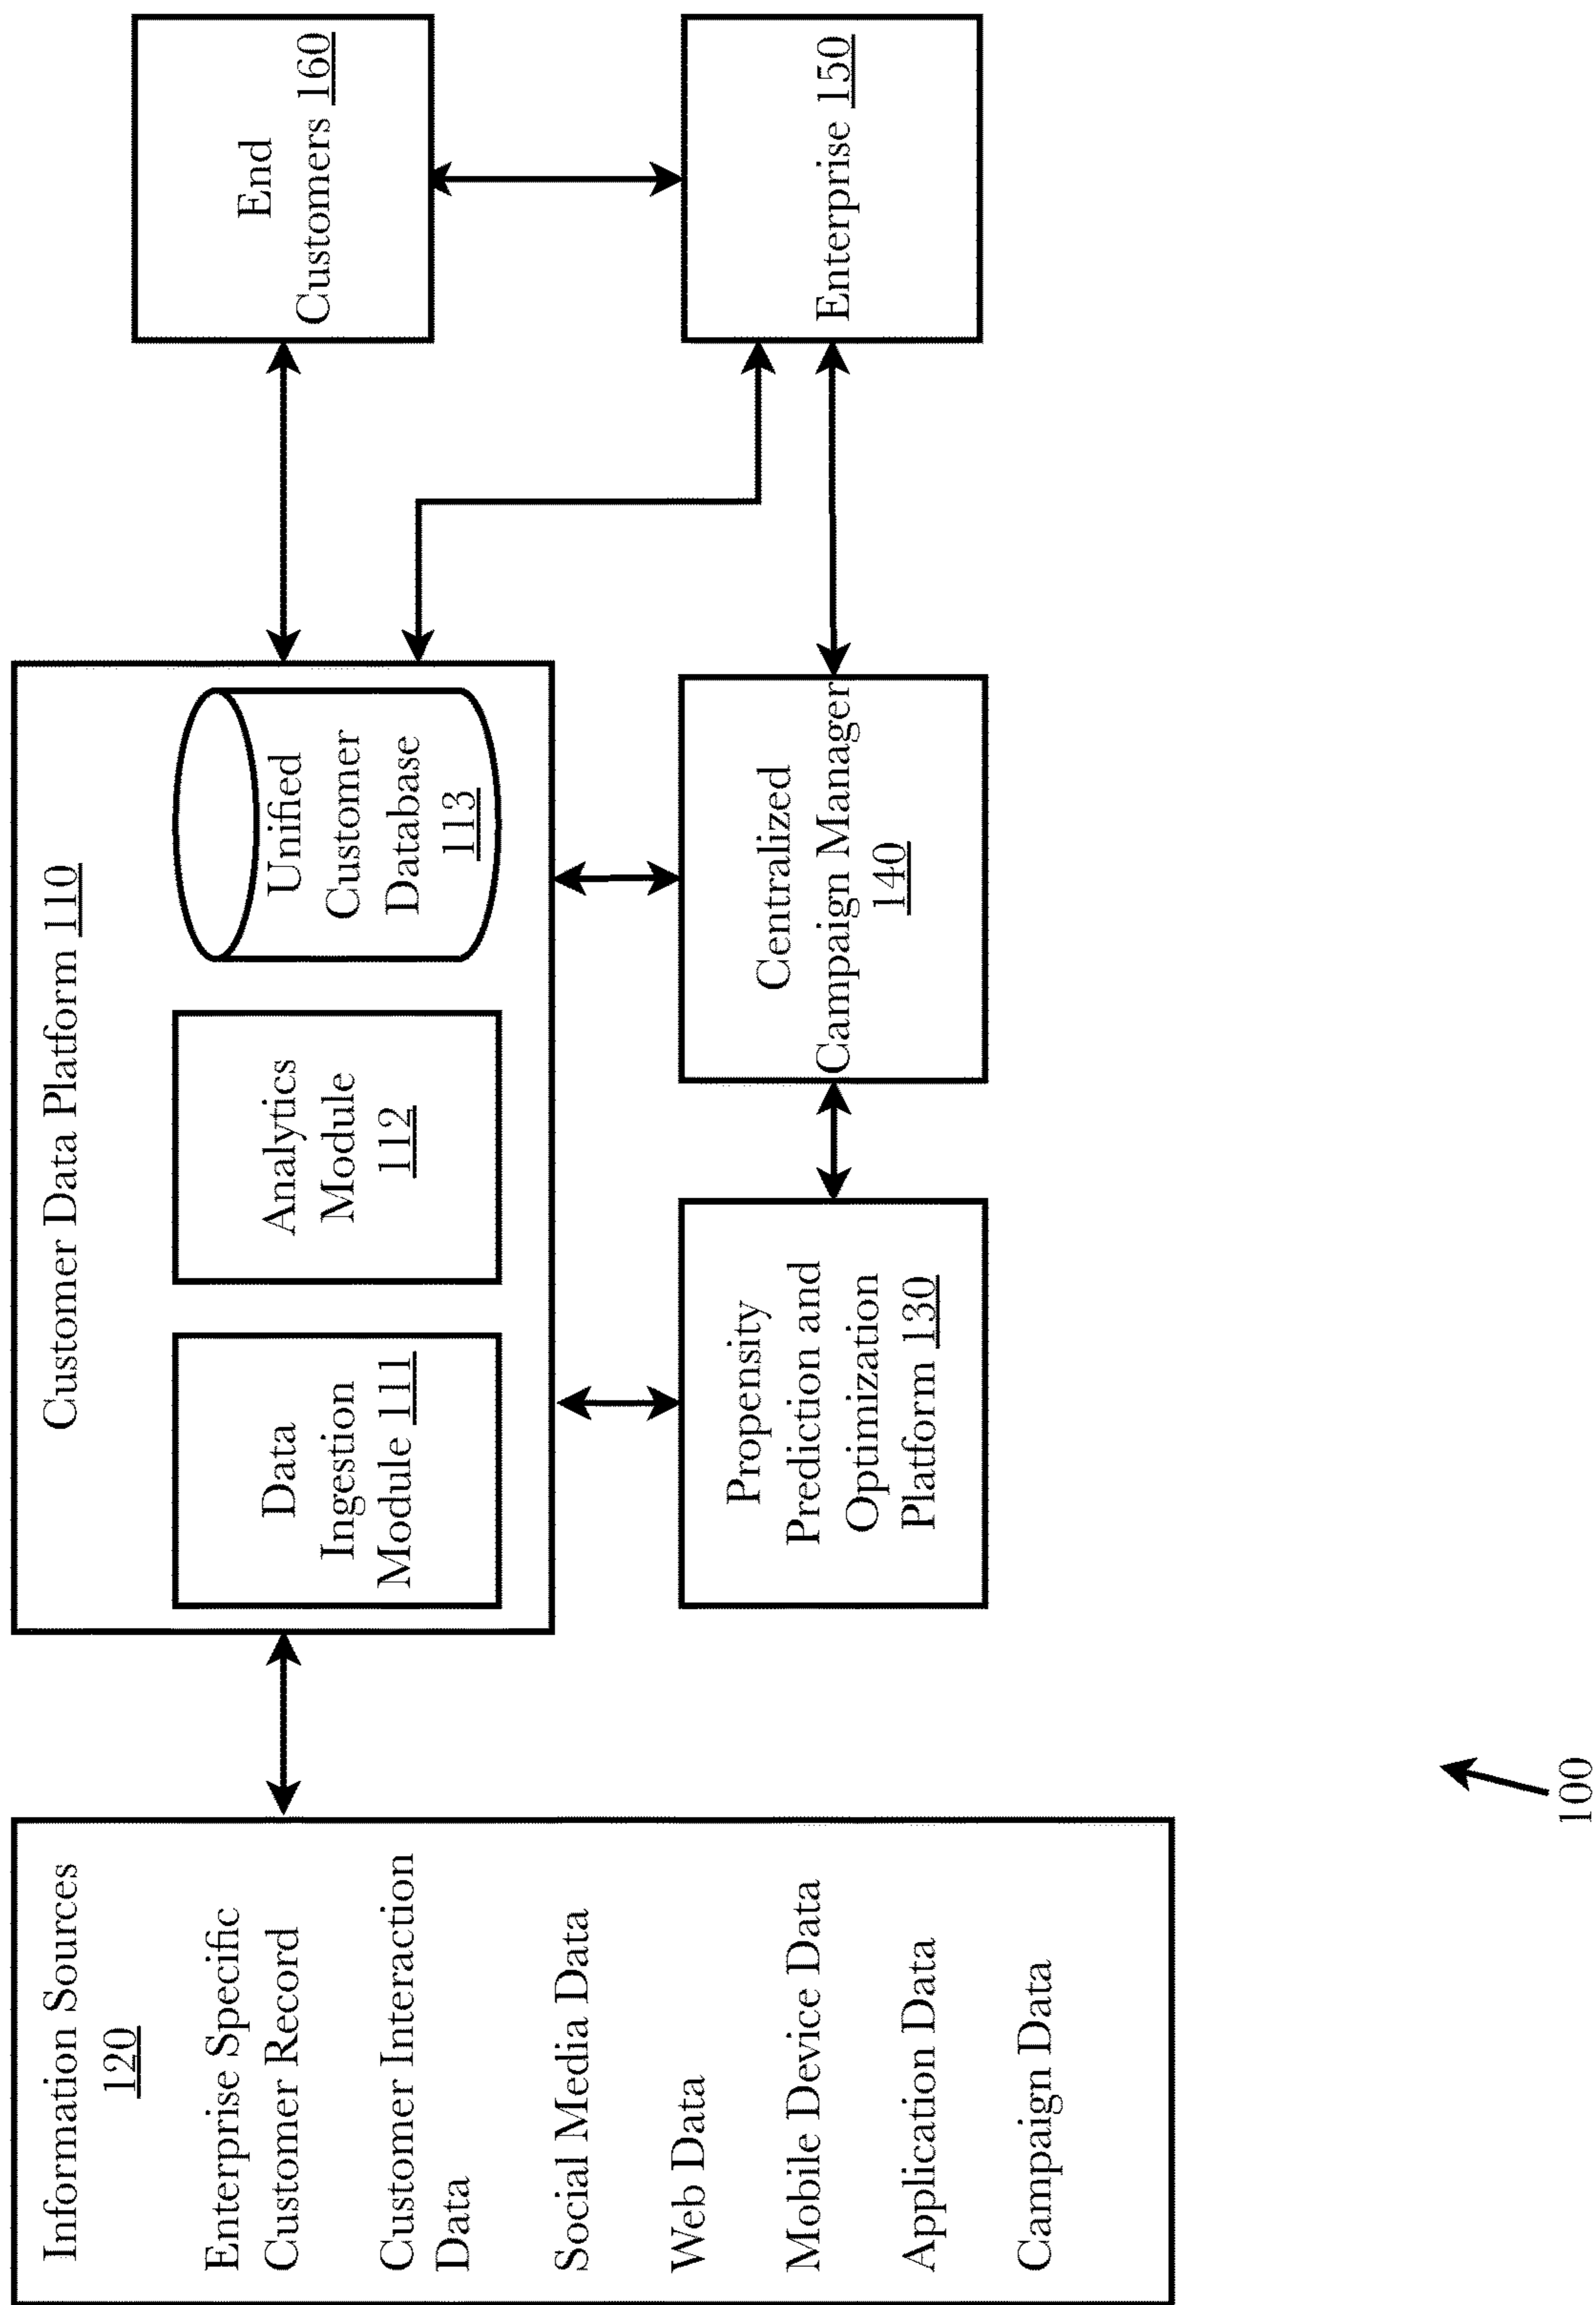 Information Sources
120
Enterprise Specific
Customer Record
Customer Interaction
Data
Social Media Data
Web Data
Mobile Device Data
Application Data
Campaign Data
Customer Data Platform 110
Data
Ingestion
Module 111
Analytics
Module
112
Unified
Customer
Database
113
Propensity
Prediction and
Optimization
Platform 130
Centralized
Campaign Manager
140
End
Customers 160
Enterprise 150
100